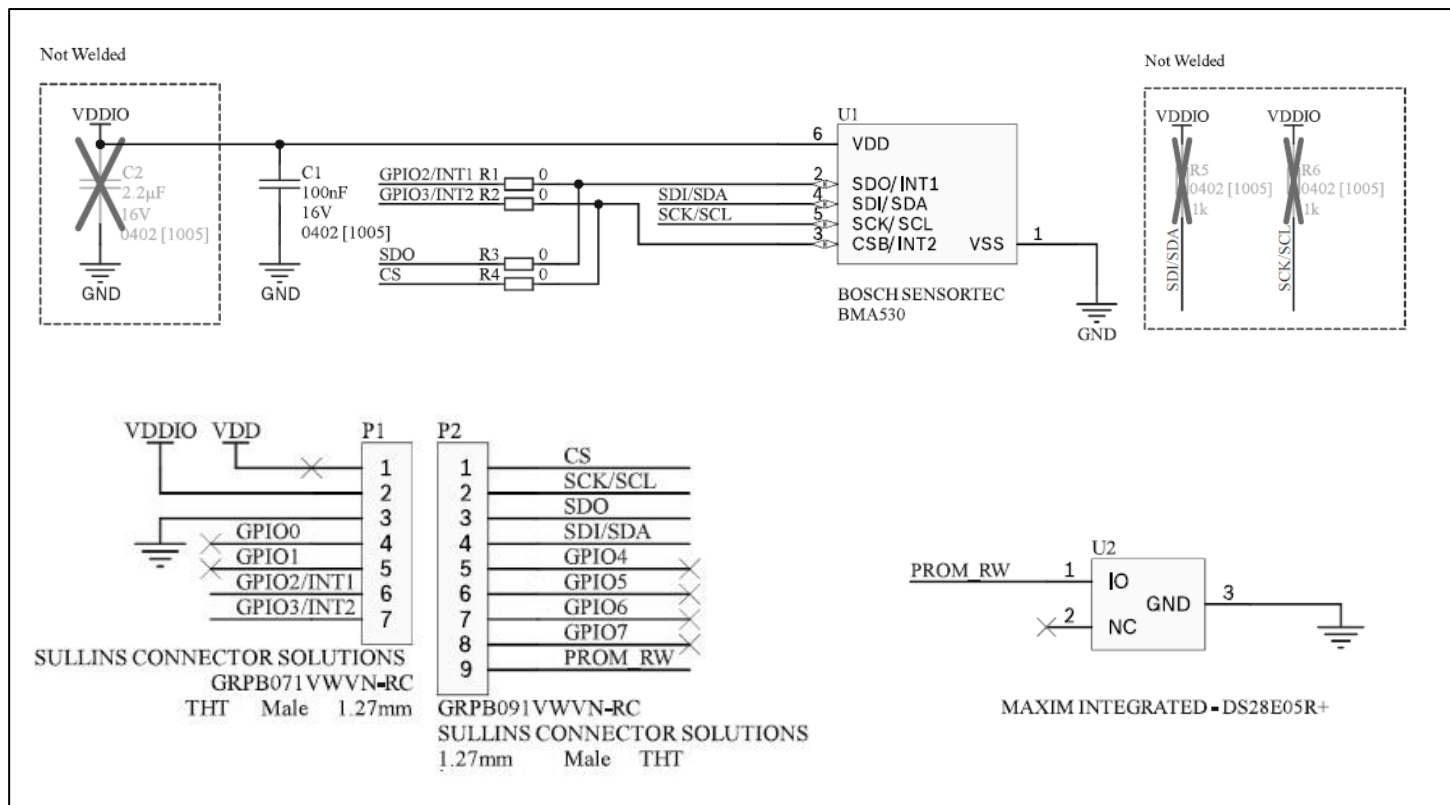 Not Welded
VDDIO
C2
2.2µF
16V
0402 [1005]
GND
C1
100nF
16V
0402 [1005]
GND
GPIO2/INT1 R1 0
GPIO3/INT2 R2 0
SDO R3 0
CS R4 0
SDI/SDA
SCK/SCL
U1
6 VDD
2 SDO/INT1
4 SDI/SDA
5 SCK/SCL
3 CSB/INT2
VSS 1
BOSCH SENSORTEC
BMA530
GND
Not Welded
VDDIO
R5
0402 [1005]
1k
SDI/SDA
VDDIO
R6
0402 [1005]
1k
SCK/SCL
VDDIO VDD
P1
1
2
3
GPIO0 4
GPIO1 5
GPIO2/INT1 6
GPIO3/INT2 7
SULLINS CONNECTOR SOLUTIONS
GRPB071VWVN-RC
THT Male 1.27mm
P2
1 CS
2 SCK/SCL
3 SDO
4 SDI/SDA
5 GPIO4
6 GPIO5
7 GPIO6
8 GPIO7
9 PROM_RW
GRPB091VWVN-RC
SULLINS CONNECTOR SOLUTIONS
1.27mm Male THT
U2
PROM_RW 1 IO
GND 3
2 NC
MAXIM INTEGRATED - DS28E05R+